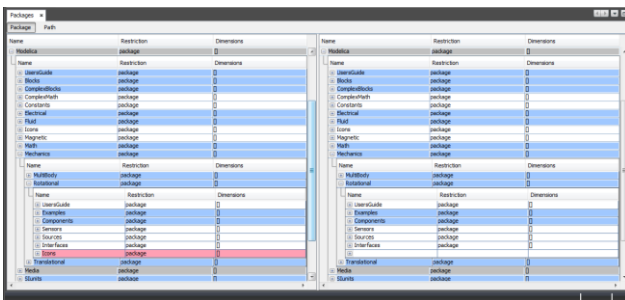 Packages ×
Package Path
Name Restriction Dimensions
Modelica package []
Name Restriction Dimensions
UsersGuide package []
Blocks package []
ComplexBlocks package []
ComplexMath package []
Constants package []
Electrical package []
Fluid package []
Icons package []
Magnetic package []
Math package []
Mechanics package []
Name Restriction Dimensions
MultiBody package []
Rotational package []
Name Restriction Dimensions
UsersGuide package []
Examples package []
Components package []
Sensors package []
Sources package []
Interfaces package []
Icons package []
Translational package []
Media package []
SIunits package []
Name Restriction Dimensions
Modelica package []
Name Restriction Dimensions
UsersGuide package []
Blocks package []
ComplexBlocks package []
ComplexMath package []
Constants package []
Electrical package []
Fluid package []
Icons package []
Magnetic package []
Math package []
Mechanics package []
Name Restriction Dimensions
MultiBody package []
Rotational package []
Name Restriction Dimensions
UsersGuide package []
Examples package []
Components package []
Sensors package []
Sources package []
Interfaces package []
Translational package []
Media package []
SIunits package []